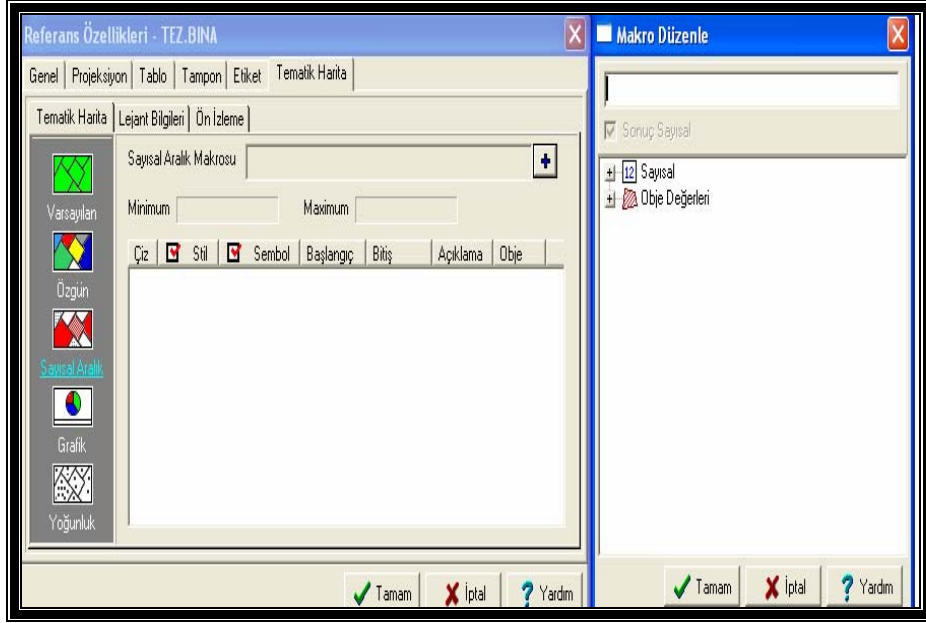 Referans Özellikleri - TEZ.BINA
Genel Projeksiyon Tablo Tampon Etiket Tematik Harita
Tematik Harita Lejant Bilgileri Ön İzleme
Varsayılan
Özgün
Sayısal Aralık
Grafik
Yoğunluk
Sayısal Aralık Makrosu
Minimum Maximum
Çiz Stil Sembol Başlangıç Bitiş Açıklama Obje
Tamam İptal Yardım
Makro Düzenle
Sonuç Sayısal
12 Sayısal
Obje Değerleri
Tamam İptal Yardım